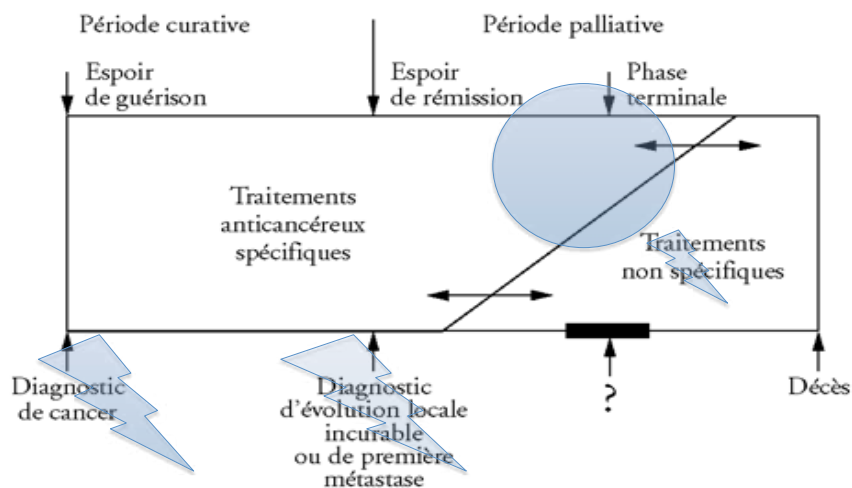 Période curative
Période palliative
Espoir
de guérison
Espoir
de rémission
Phase
terminale
Traitements
anticancéreux
spécifiques
Traitements
non spécifiques
Diagnostic
de cancer
Diagnostic
d'évolution locale
incurable
ou de première
métastase
?
Décès